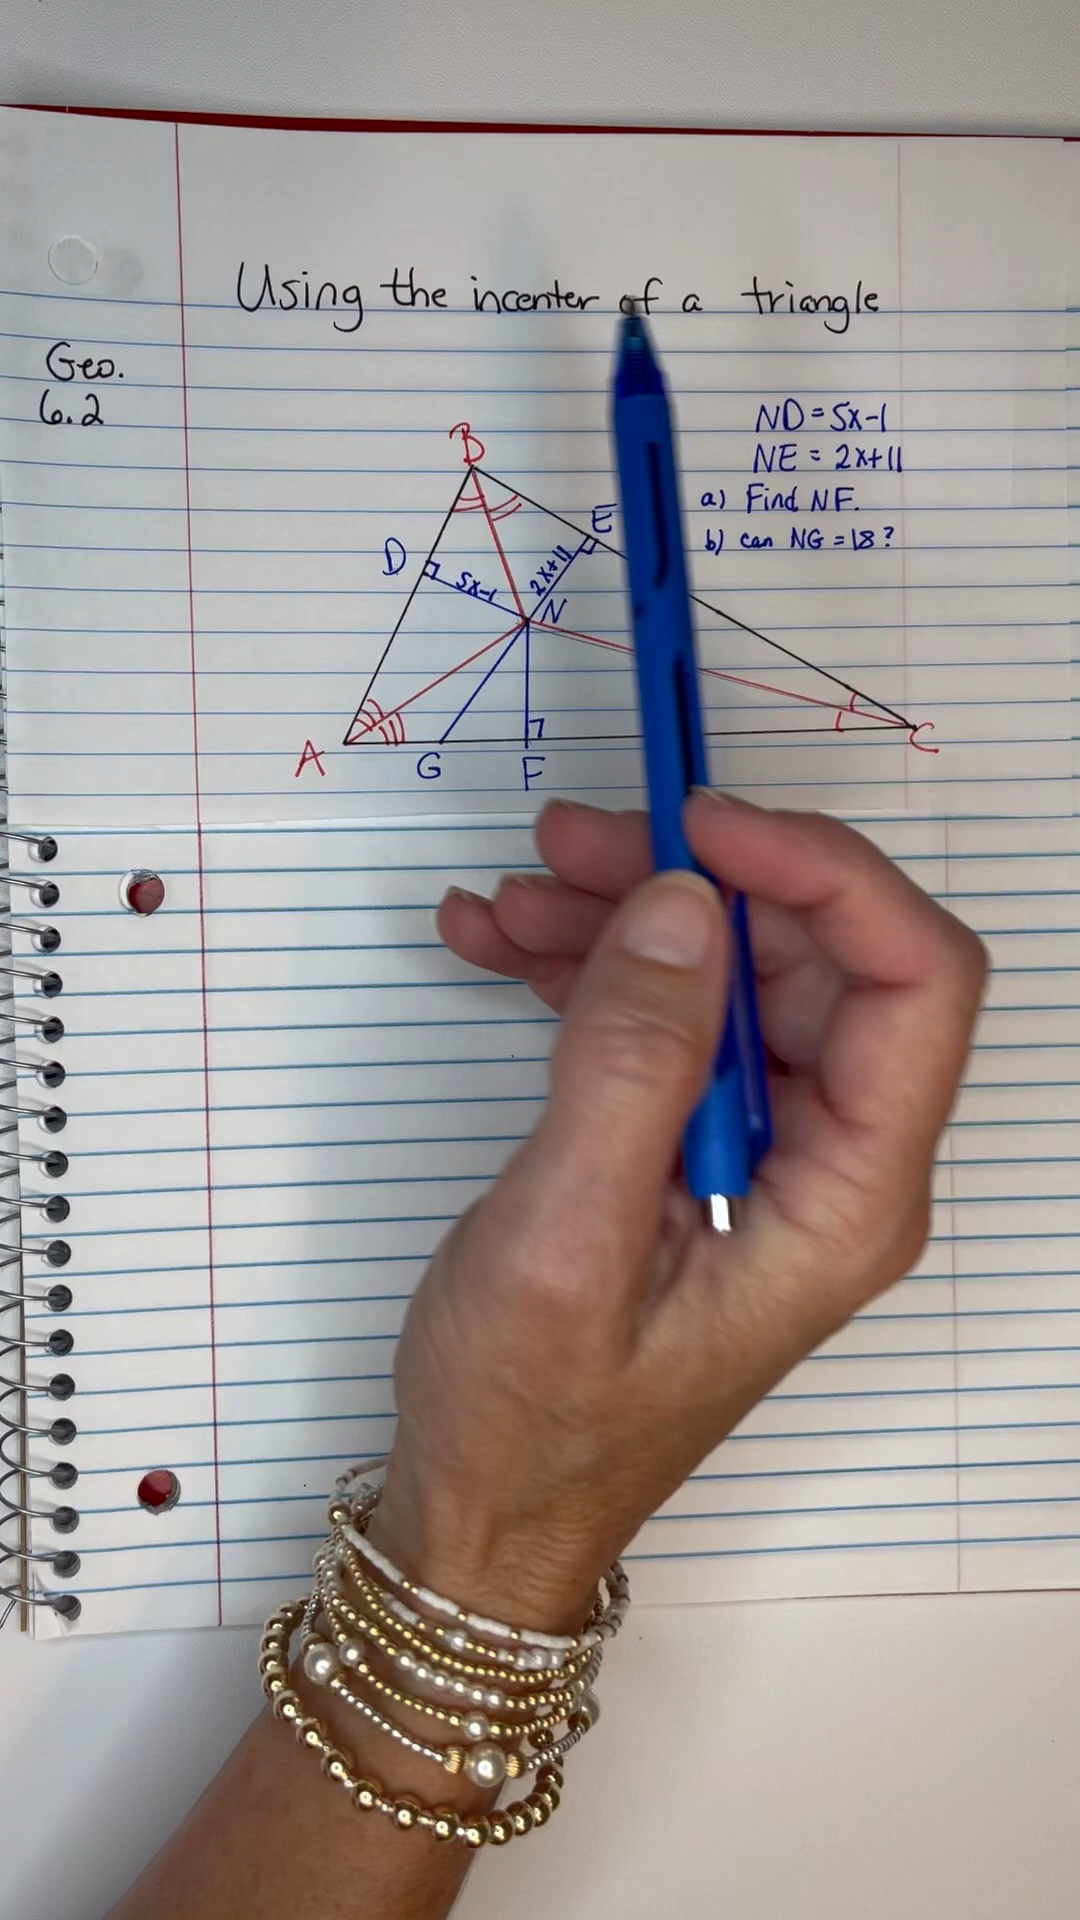 Using the incenter of a triangle
Geo.
6.2
ND = 5x-1
NE = 2x+11
a) Find NF.
b) can NG = 18?
B
E
D
5x-1
2x+11
N
A
G
F
C